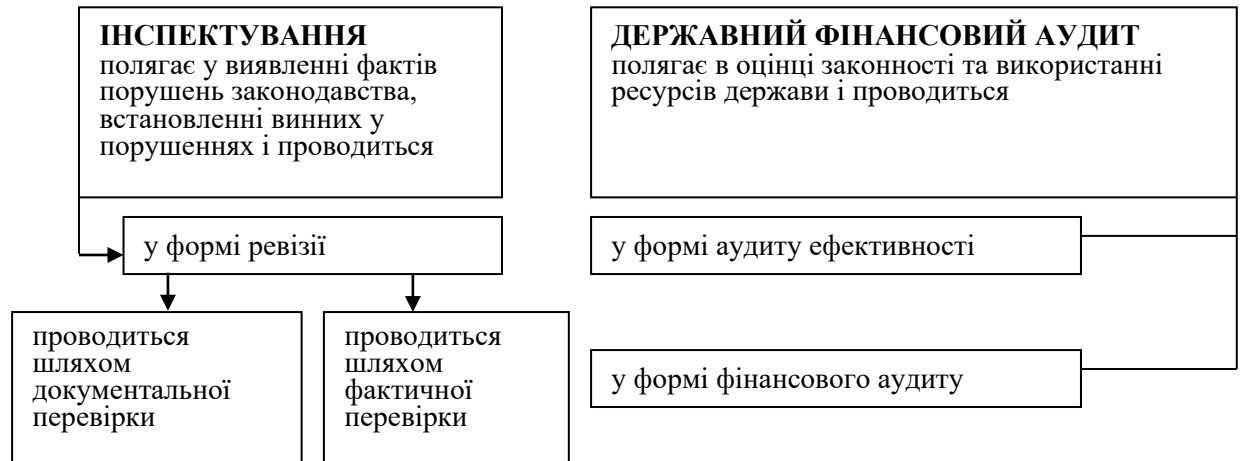 ІНСПЕКТУВАННЯ
полягає у виявленні фактів
порушень законодавства,
встановленні винних у
порушеннях і проводиться
ДЕРЖАВНИЙ ФІНАНСОВИЙ АУДИТ
полягає в оцінці законності та використанні
ресурсів держави і проводиться
у формі ревізії
у формі аудиту ефективності
проводиться
шляхом
документальної
перевірки
проводиться
шляхом
фактичної
перевірки
у формі фінансового аудиту